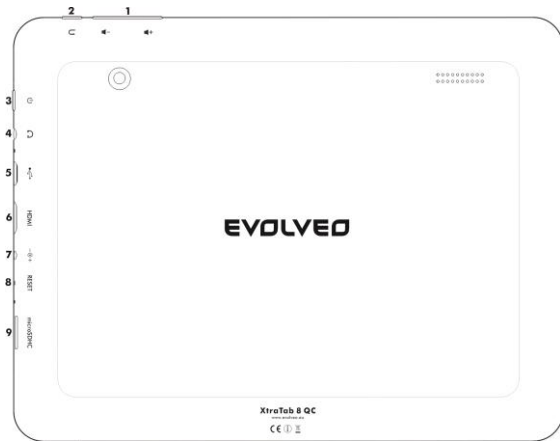 2 1
3
4
5
6 HDMI
7 - +
8 RESET
9 microSDHC
EVOLVEO
XtraTab 8 QC
www.evolveo.eu
CE